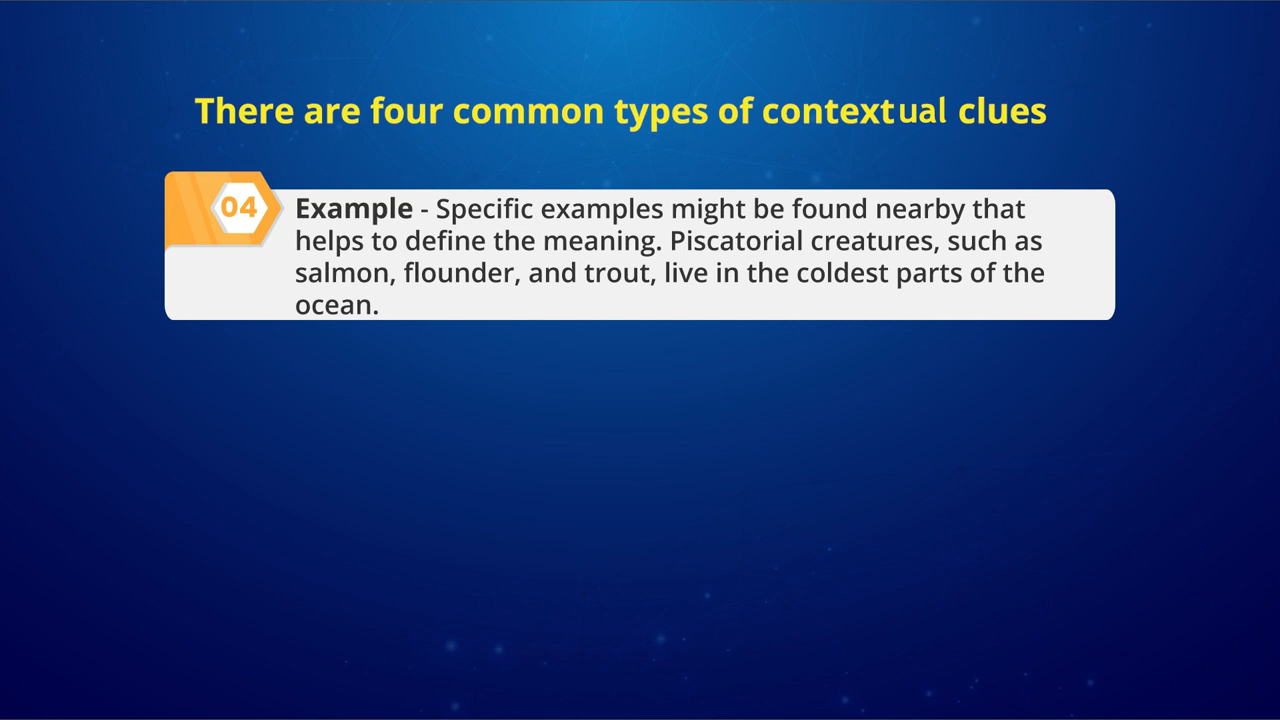 There are four common types of contextual clues
04
Example - Specific examples might be found nearby that
helps to define the meaning. Piscatorial creatures, such as
salmon, flounder, and trout, live in the coldest parts of the
ocean.